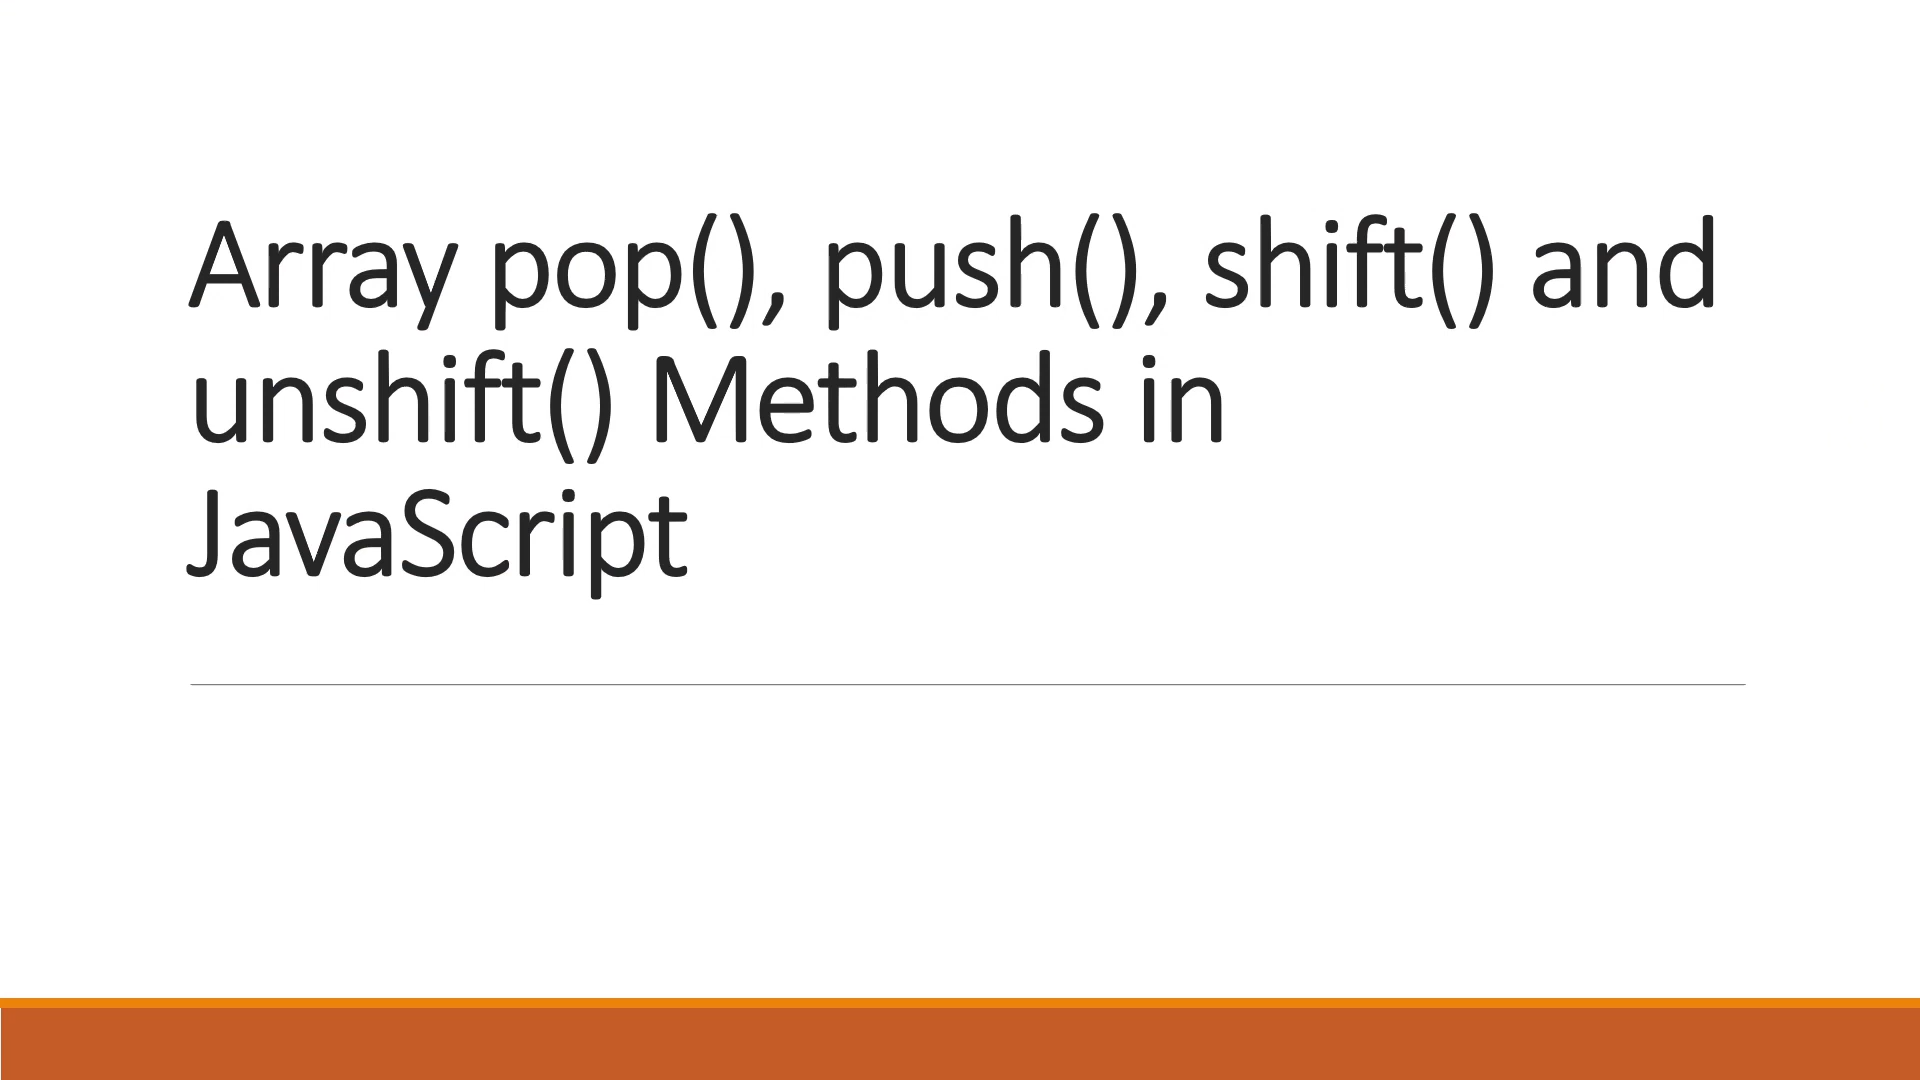 Array pop(), push(), shift() and
unshift() Methods in
JavaScript